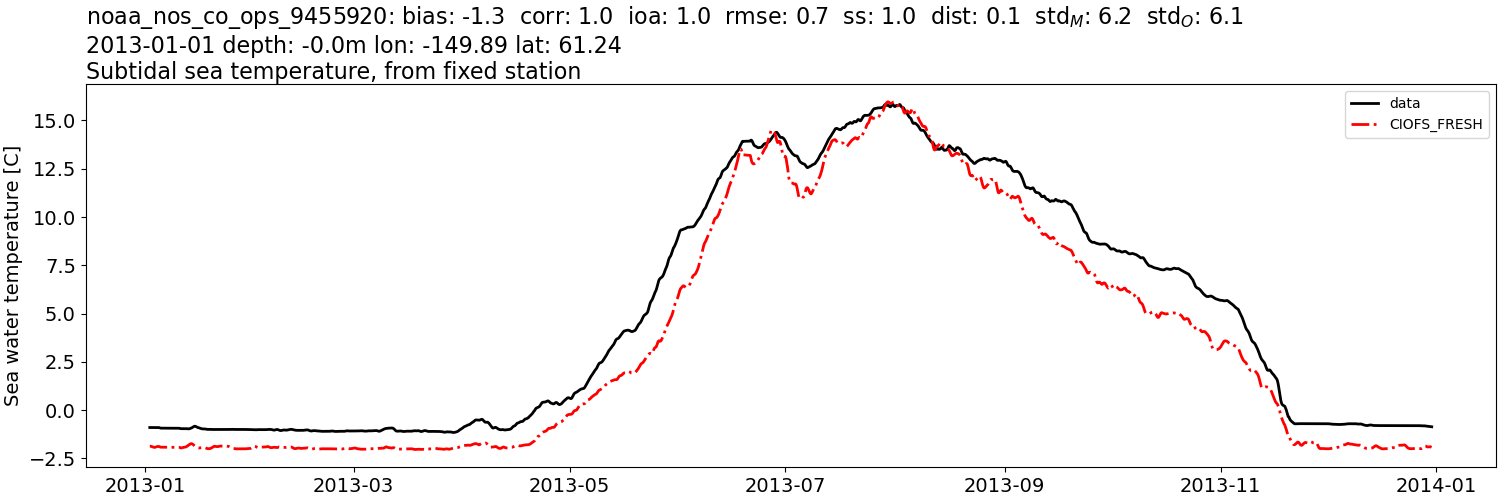 noaa_nos_co_ops_9455920: bias: -1.3 corr: 1.0 ioa: 1.0 rmse: 0.7 ss: 1.0 dist: 0.1 std_M: 6.2 std_O: 6.1
2013-01-01 depth: -0.0m lon: -149.89 lat: 61.24
Subtidal sea temperature, from fixed station
data
CIOFS_FRESH
Sea water temperature [C]
15.0
12.5
10.0
7.5
5.0
2.5
0.0
−2.5
2013-01
2013-03
2013-05
2013-07
2013-09
2013-11
2014-01